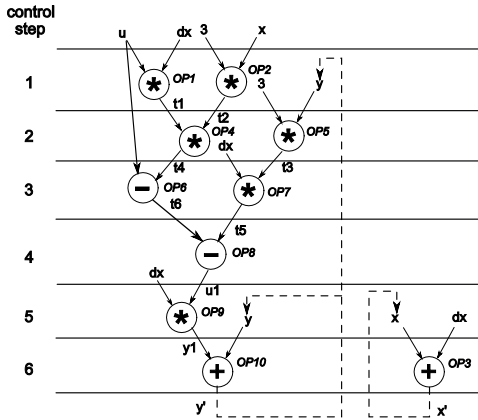 control
step
u dx 3 x
1 * OP1 * OP2 3 y
t1 t2
2 * OP4 * OP5
dx
t4 t3
3 - OP6 * OP7
t6
t5
4 - OP8
dx u1
5 * OP9 y x dx
y1
6 + OP10 + OP3
y' x'